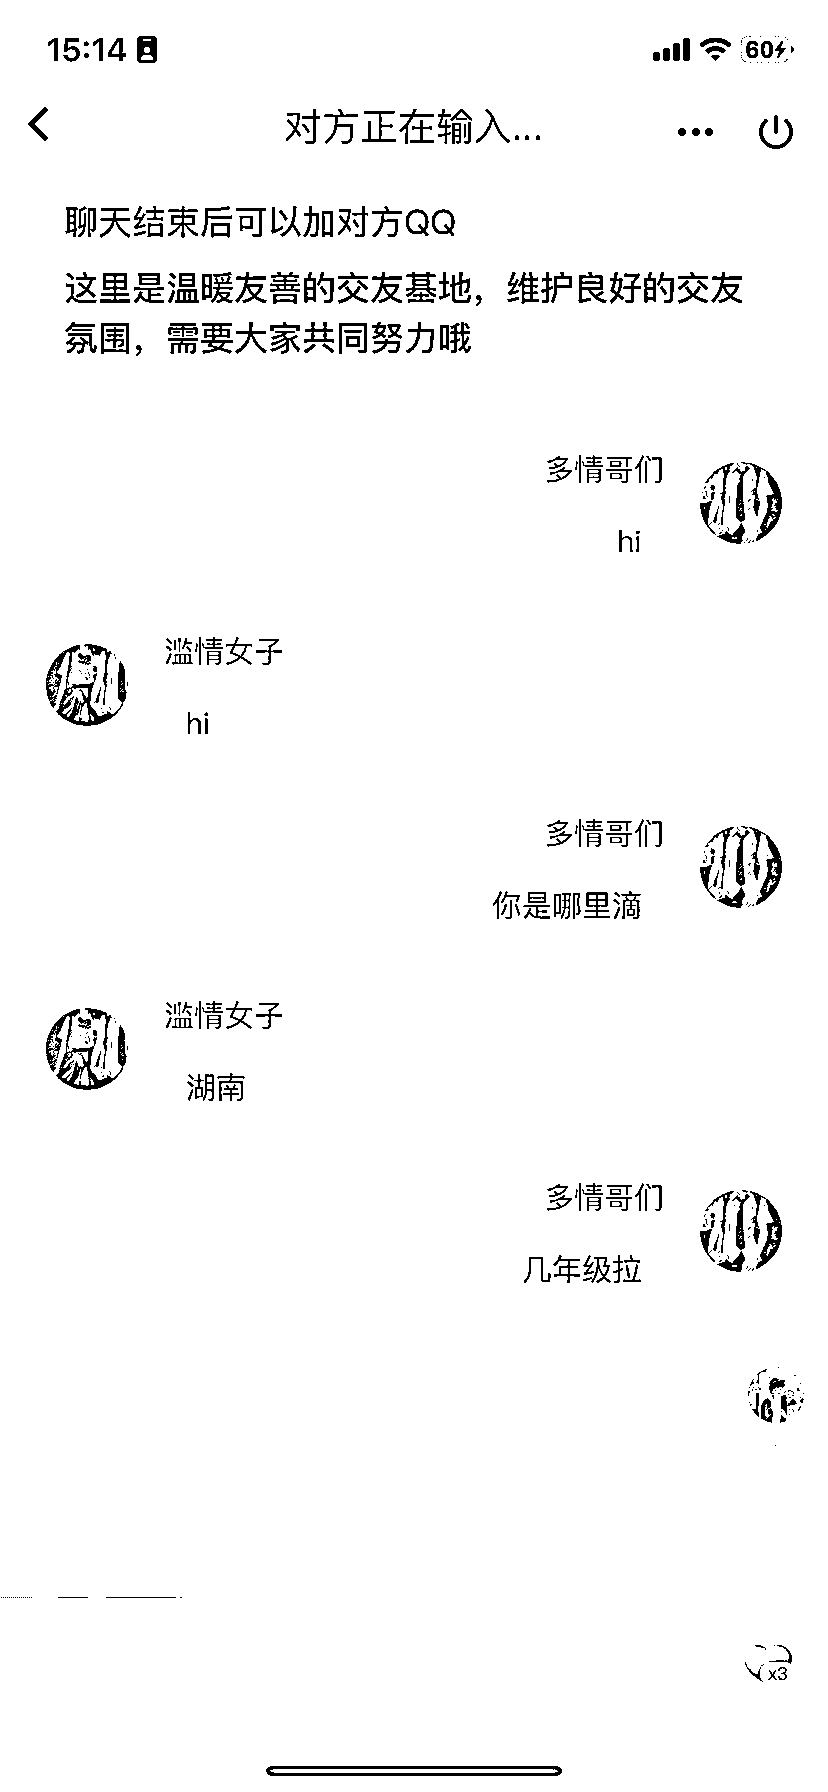 15:14
60
对方正在输入...
聊天结束后可以加对方QQ
这里是温暖友善的交友基地，维护良好的交友
氛围，需要大家共同努力哦
多情哥们
hi
滥情女子
hi
多情哥们
你是哪里滴
滥情女子
湖南
多情哥们
几年级拉
x3